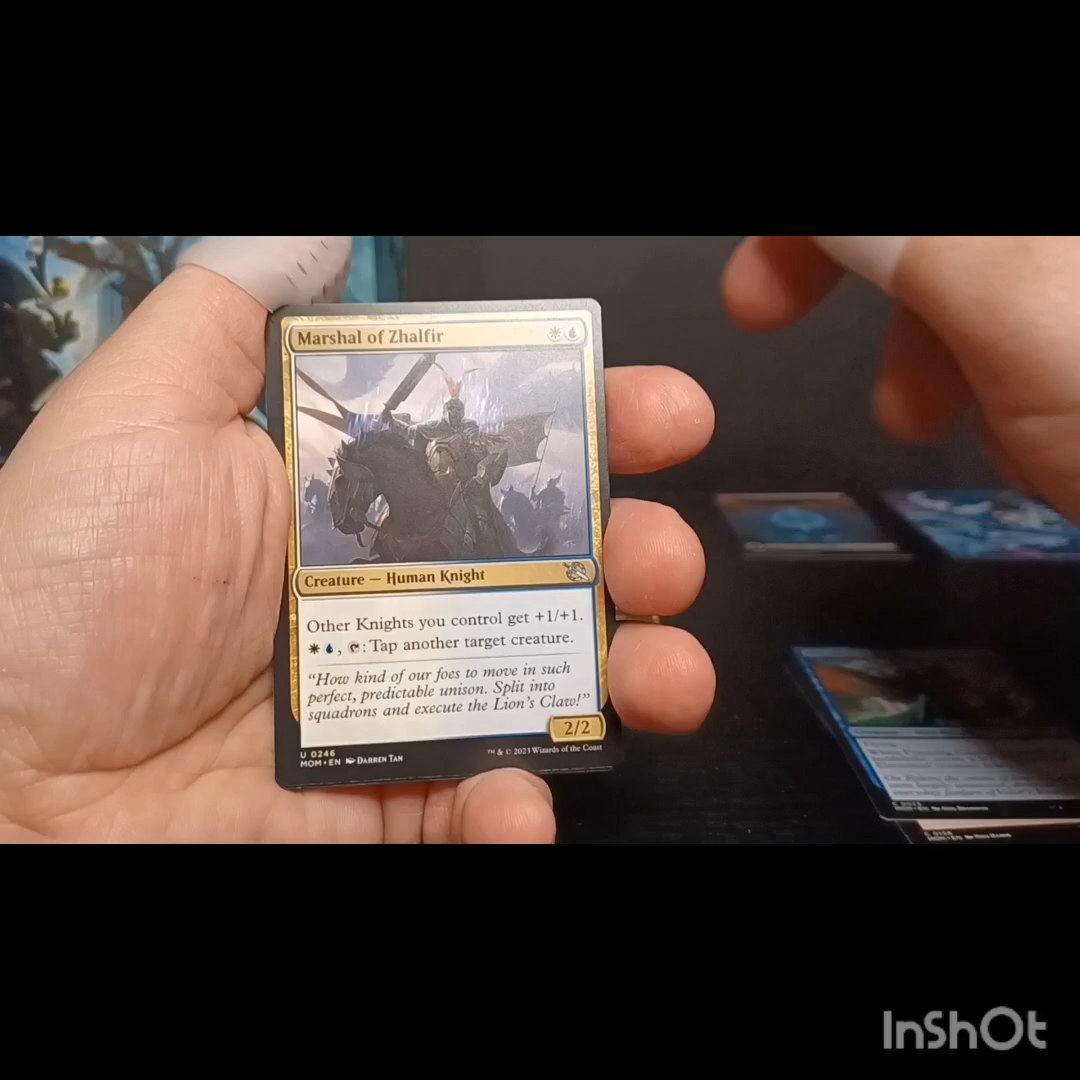 Marshal of Zhalfir
Creature — Human Knight
Other Knights you control get +1/+1.
: Tap another target creature.
"How kind of our foes to move in such
perfect, predictable unison. Split into
squadrons and execute the Lion's Claw!"
2/2
U 0246
MOM • EN Darren Tan
™ & © 2023 Wizards of the Coast
InShOt